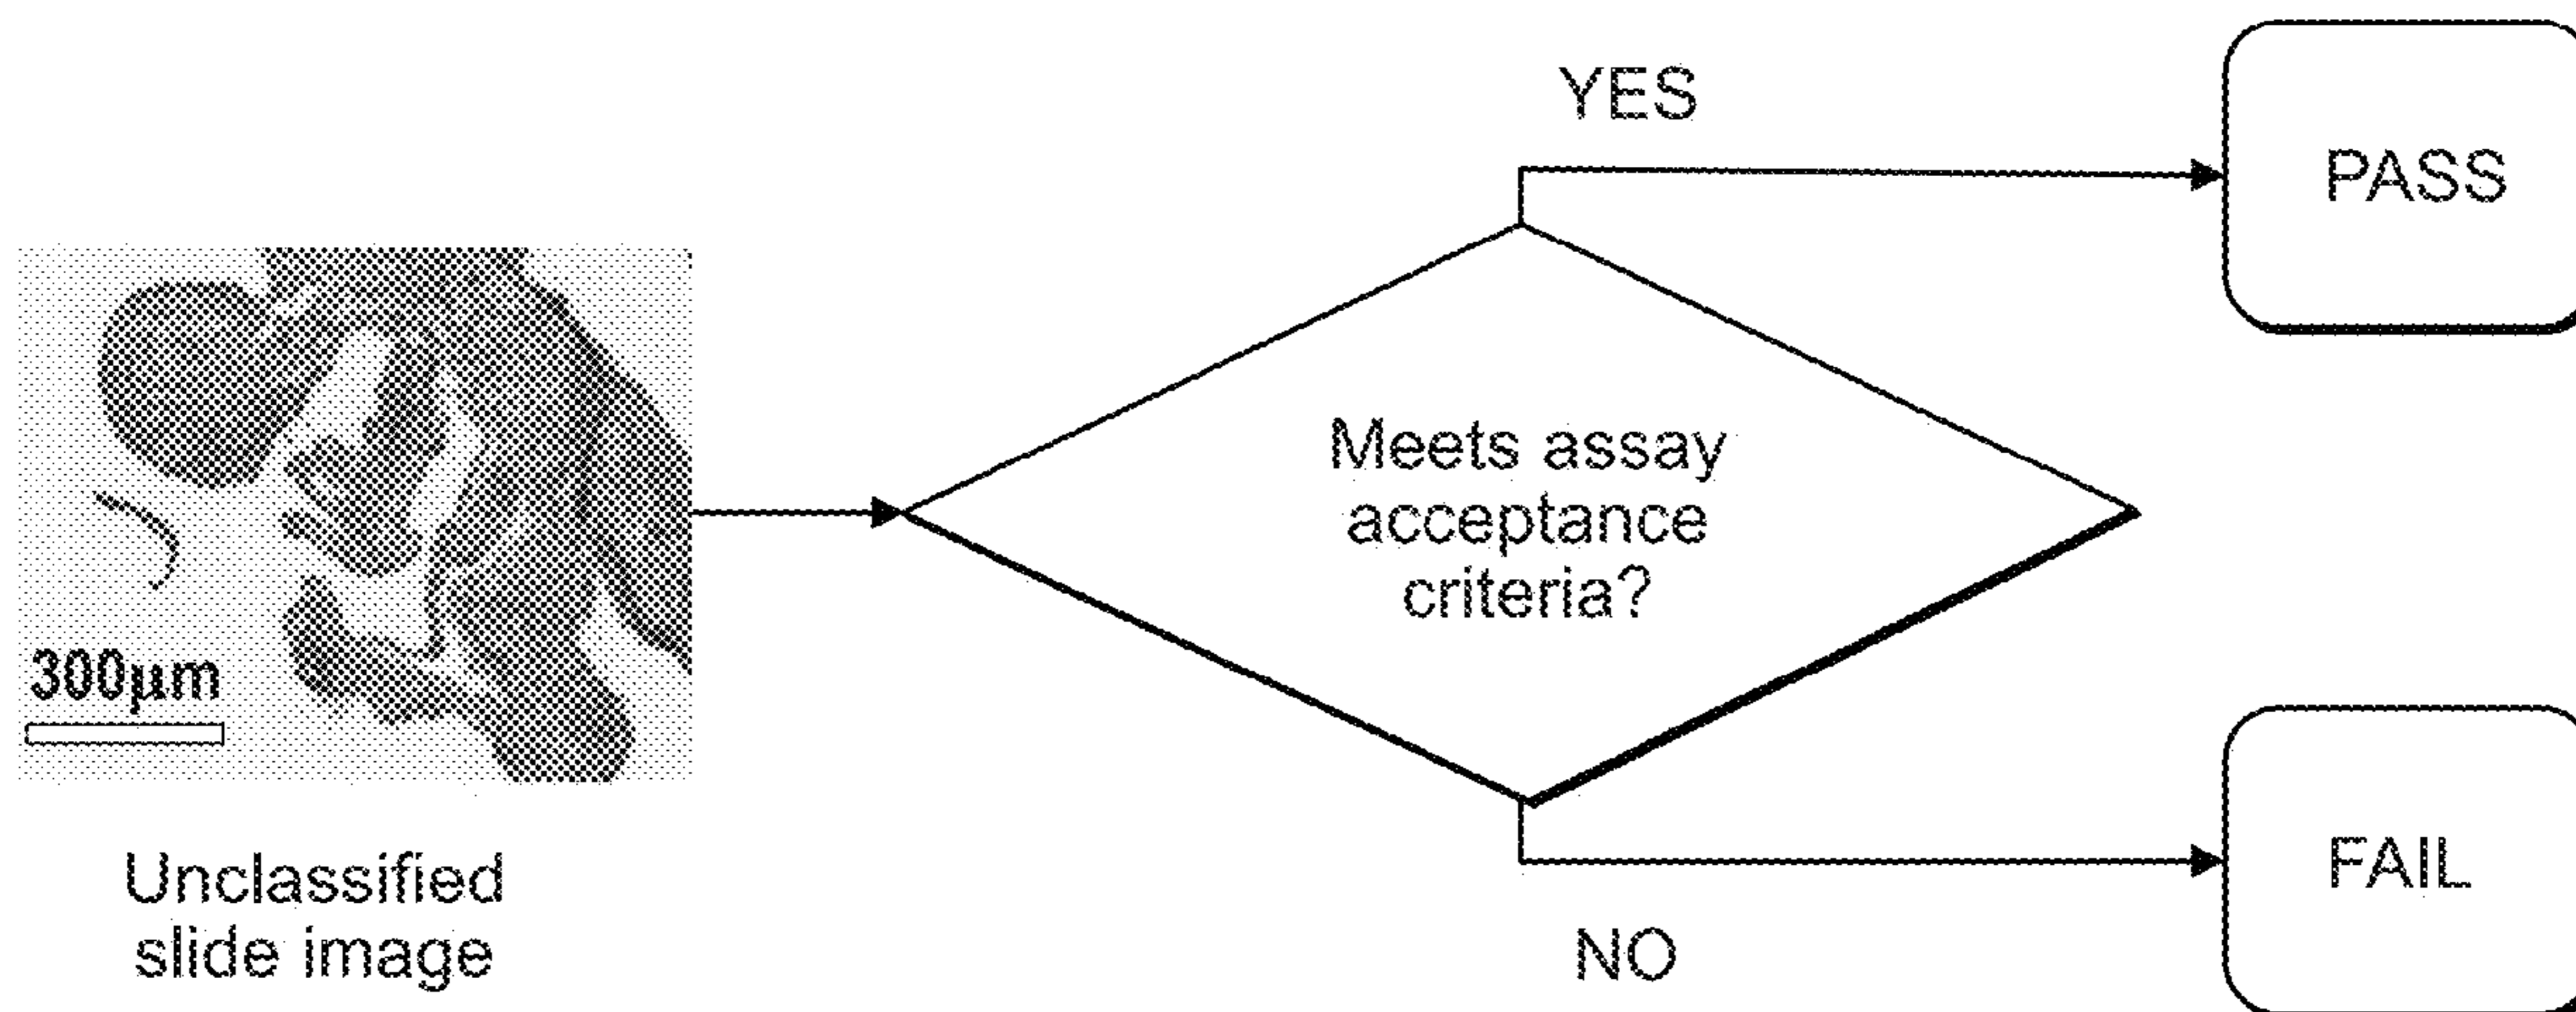 YES
PASS
Meets assay
acceptance
criteria?
300μm
Unclassified
slide image
NO
FAIL